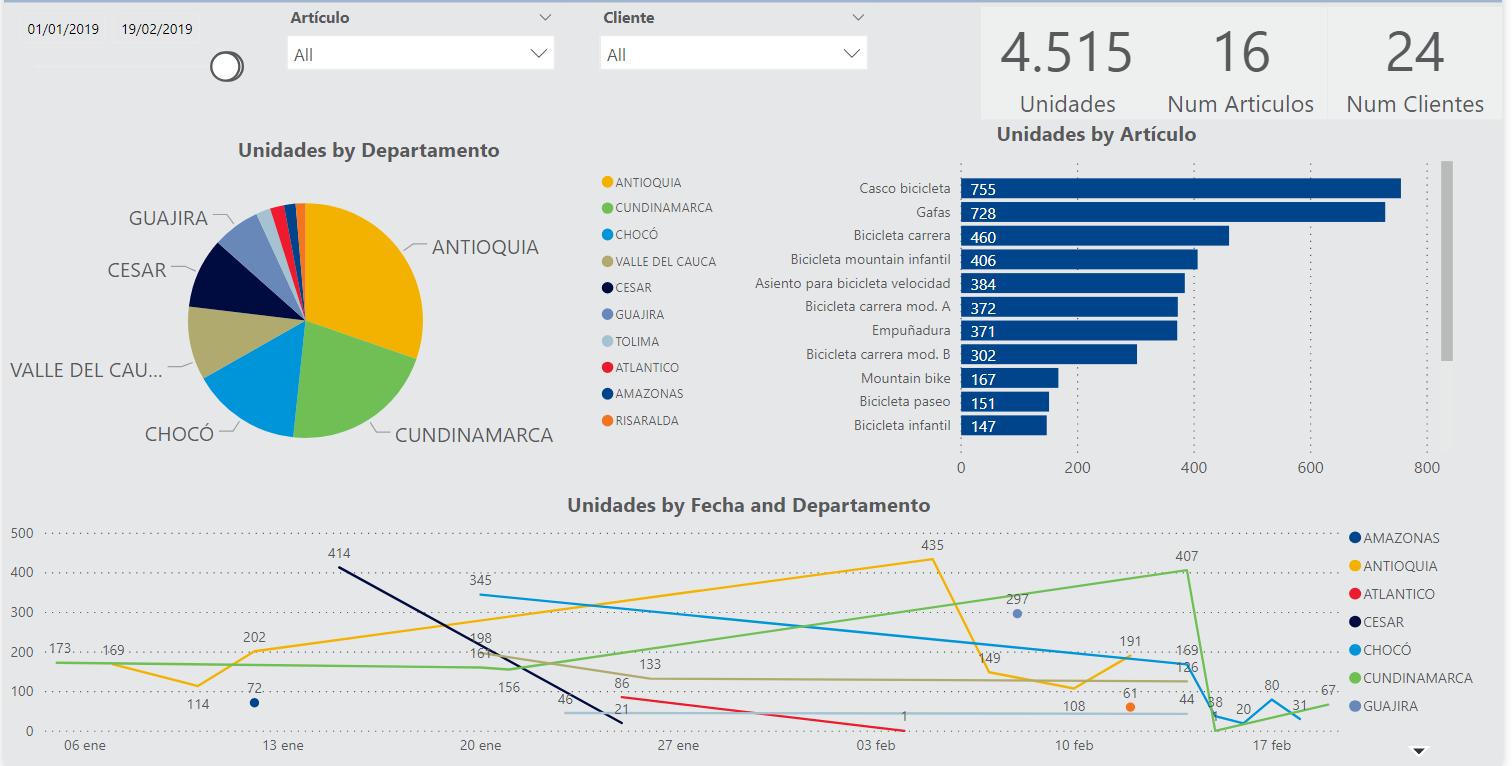 01/01/2019 19/02/2019
Artículo
All
Cliente
All
4.515
Unidades
16
Num Articulos
24
Num Clientes
Unidades by Departamento
GUAJIRA
CESAR
VALLE DEL CAU...
CHOCÓ
ANTIOQUIA
CUNDINAMARCA
ANTIOQUIA
CUNDINAMARCA
CHOCÓ
VALLE DEL CAUCA
CESAR
GUAJIRA
TOLIMA
ATLANTICO
AMAZONAS
RISARALDA
Unidades by Artículo
Casco bicicleta 755
Gafas 728
Bicicleta carrera 460
Bicicleta mountain infantil 406
Asiento para bicicleta velocidad 384
Bicicleta carrera mod. A 372
Empuñadura 371
Bicicleta carrera mod. B 302
Mountain bike 167
Bicicleta paseo 151
Bicicleta infantil 147
0 200 400 600 800
Unidades by Fecha and Departamento
500
400
300
200
100
0
173 169 114 202 72 414 345 198 161 156 46 86 21 133 435 1 149 297 108 191 61 407 169 126 44 38 1 20 80 31 67
06 ene 13 ene 20 ene 27 ene 03 feb 10 feb 17 feb
AMAZONAS
ANTIOQUIA
ATLANTICO
CESAR
CHOCÓ
CUNDINAMARCA
GUAJIRA